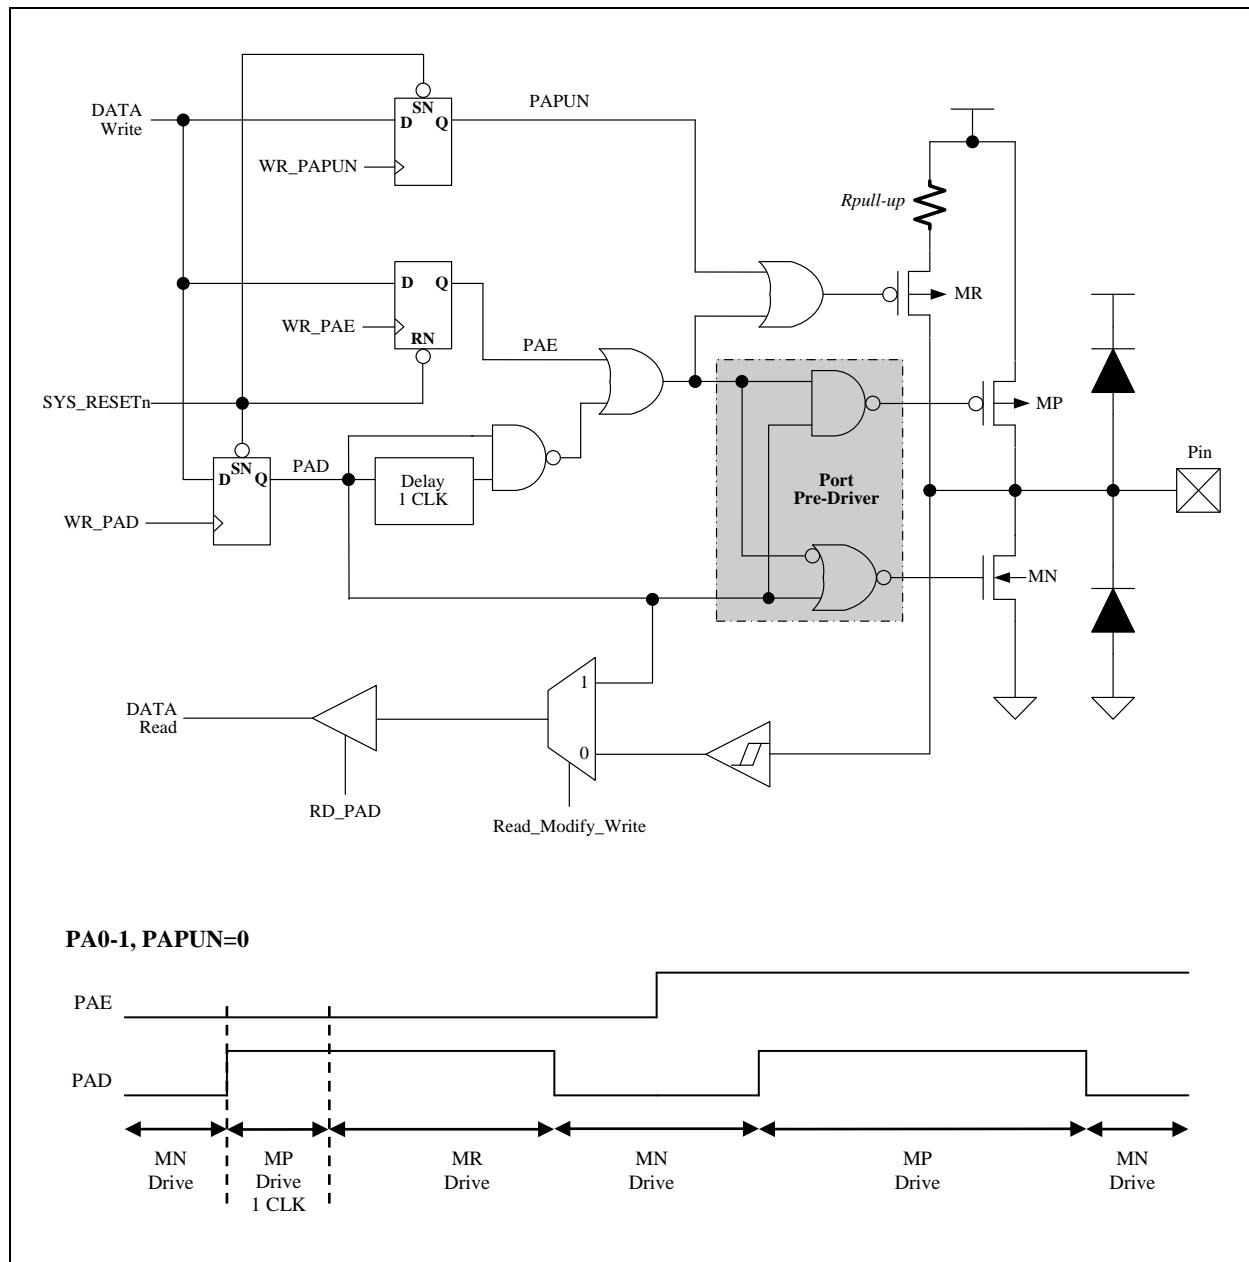 DATA
Write
SN
D
Q
PAPUN
WR_PAPUN
Rpull-up
MR
D
Q
WR_PAE
RN
PAE
SYS_RESETn
MP
SN
D
Q
PAD
Delay
1 CLK
WR_PAD
Port
Pre-Driver
Pin
MN
1
0
DATA
Read
RD_PAD
Read_Modify_Write
PA0-1, PAPUN=0
PAE
PAD
MN
Drive
MP
Drive
1 CLK
MR
Drive
MN
Drive
MP
Drive
MN
Drive